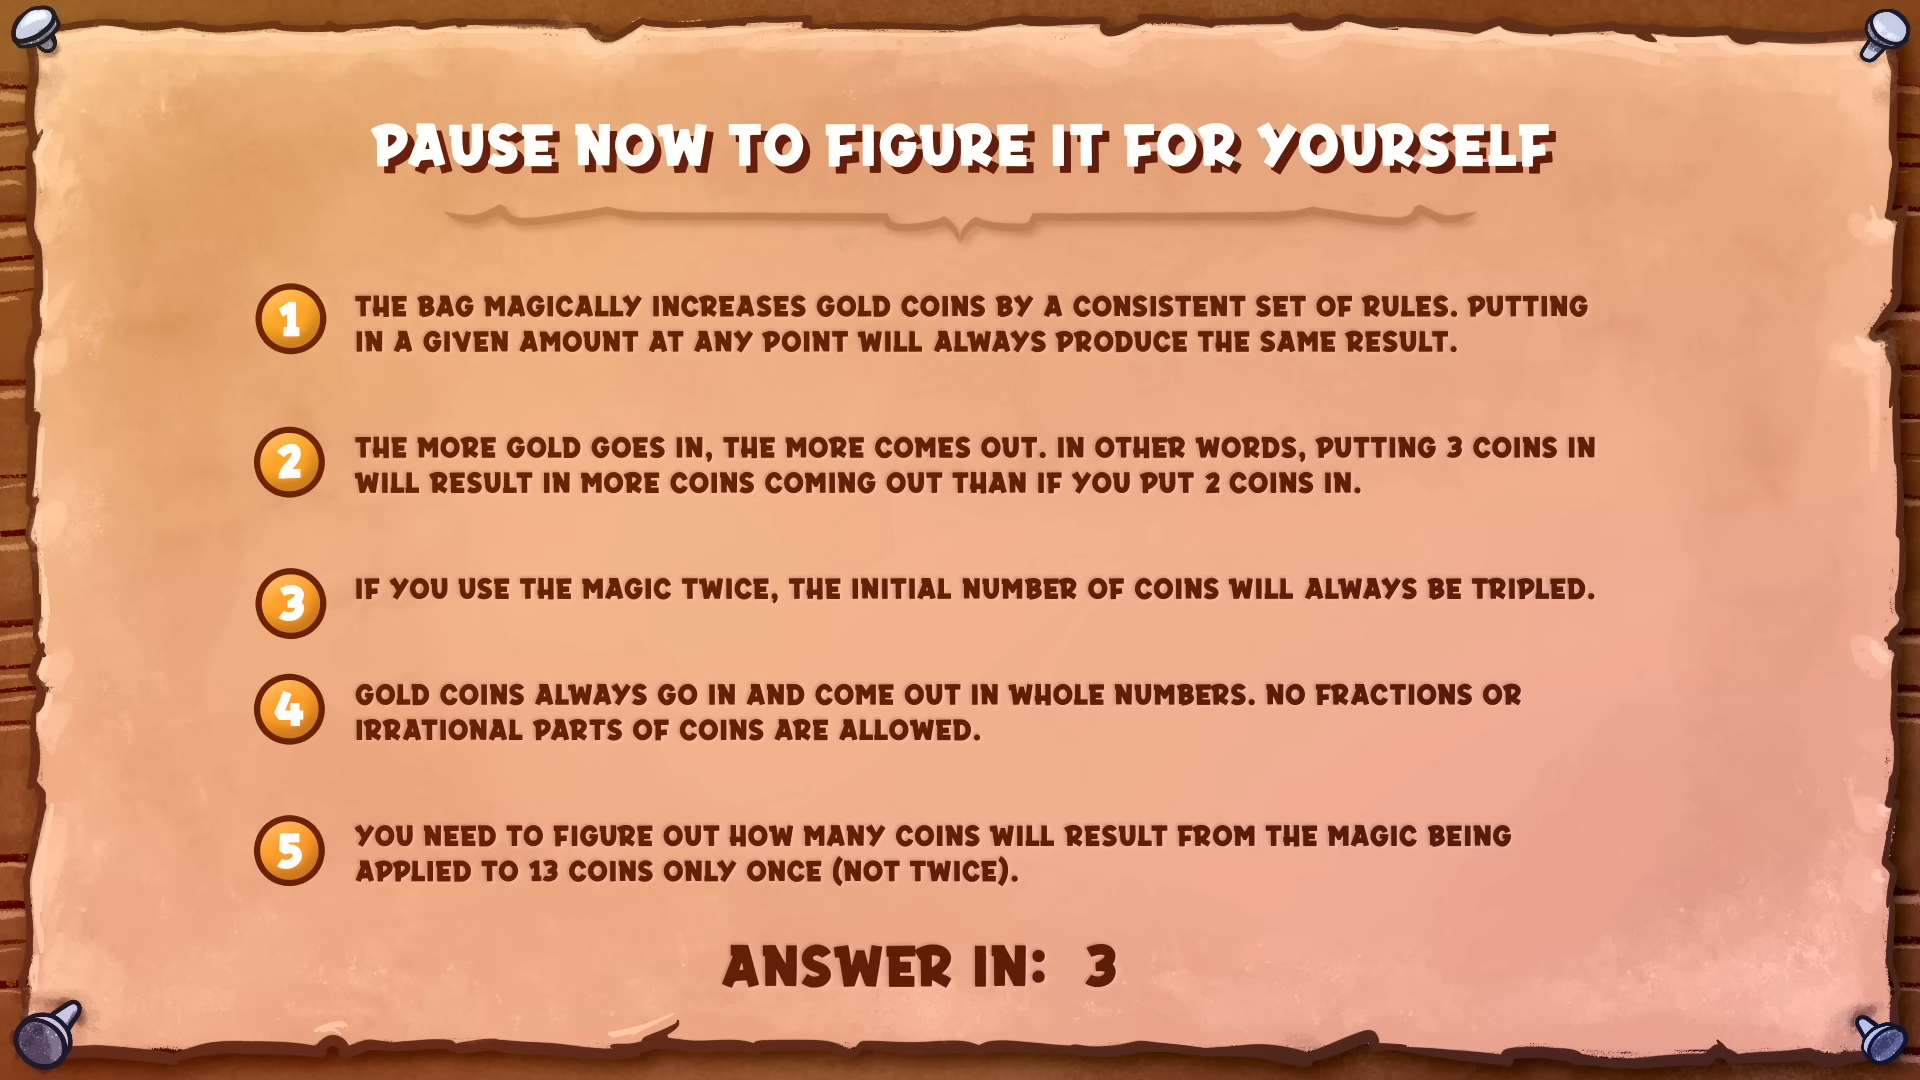 PAUSE NOW TO FIGURE IT FOR YOURSELF
1 THE BAG MAGICALLY INCREASES GOLD COINS BY A CONSISTENT SET OF RULES. PUTTING
IN A GIVEN AMOUNT AT ANY POINT WILL ALWAYS PRODUCE THE SAME RESULT.
2 THE MORE GOLD GOES IN, THE MORE COMES OUT. IN OTHER WORDS, PUTTING 3 COINS IN
WILL RESULT IN MORE COINS COMING OUT THAN IF YOU PUT 2 COINS IN.
3 IF YOU USE THE MAGIC TWICE, THE INITIAL NUMBER OF COINS WILL ALWAYS BE TRIPLED.
4 GOLD COINS ALWAYS GO IN AND COME OUT IN WHOLE NUMBERS. NO FRACTIONS OR
IRRATIONAL PARTS OF COINS ARE ALLOWED.
5 YOU NEED TO FIGURE OUT HOW MANY COINS WILL RESULT FROM THE MAGIC BEING
APPLIED TO 13 COINS ONLY ONCE (NOT TWICE).
ANSWER IN: 3